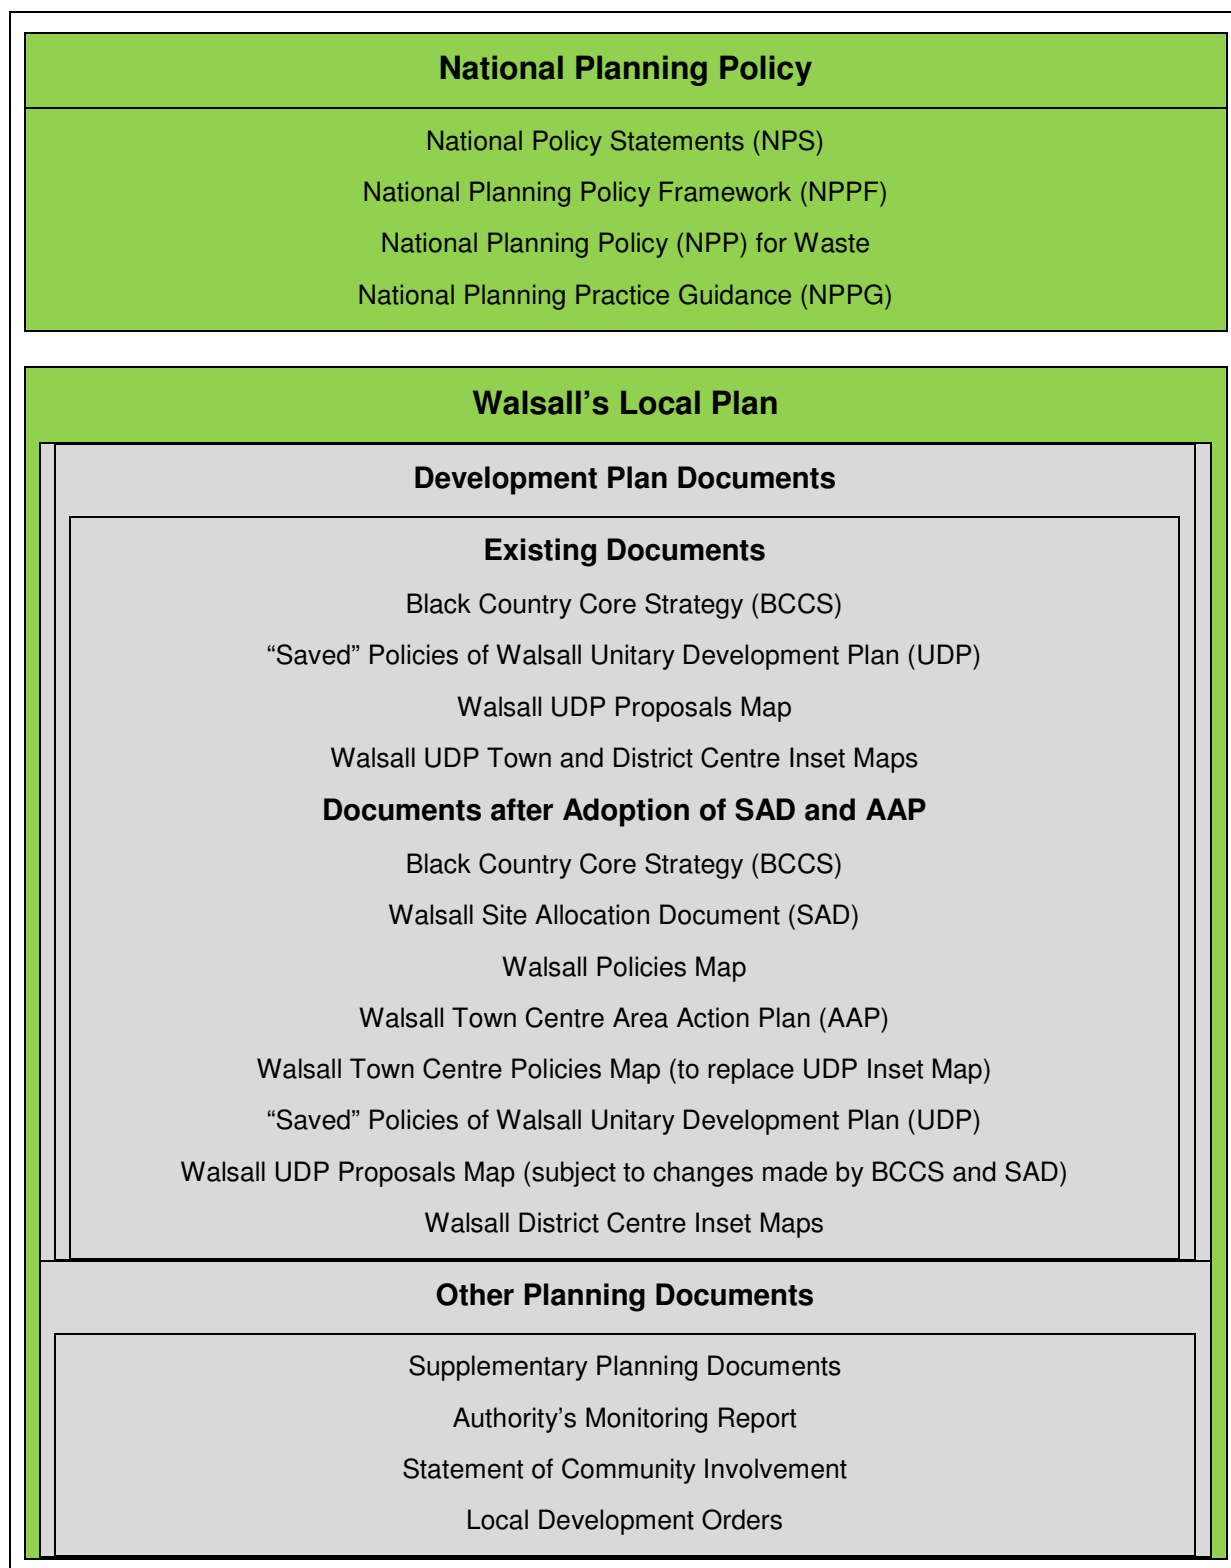 National Planning Policy
National Policy Statements (NPS)
National Planning Policy Framework (NPPF)
National Planning Policy (NPP) for Waste
National Planning Practice Guidance (NPPG)
Walsall’s Local Plan
Development Plan Documents
Existing Documents
Black Country Core Strategy (BCCS)
“Saved” Policies of Walsall Unitary Development Plan (UDP)
Walsall UDP Proposals Map
Walsall UDP Town and District Centre Inset Maps
Documents after Adoption of SAD and AAP
Black Country Core Strategy (BCCS)
Walsall Site Allocation Document (SAD)
Walsall Policies Map
Walsall Town Centre Area Action Plan (AAP)
Walsall Town Centre Policies Map (to replace UDP Inset Map)
“Saved” Policies of Walsall Unitary Development Plan (UDP)
Walsall UDP Proposals Map (subject to changes made by BCCS and SAD)
Walsall District Centre Inset Maps
Other Planning Documents
Supplementary Planning Documents
Authority’s Monitoring Report
Statement of Community Involvement
Local Development Orders